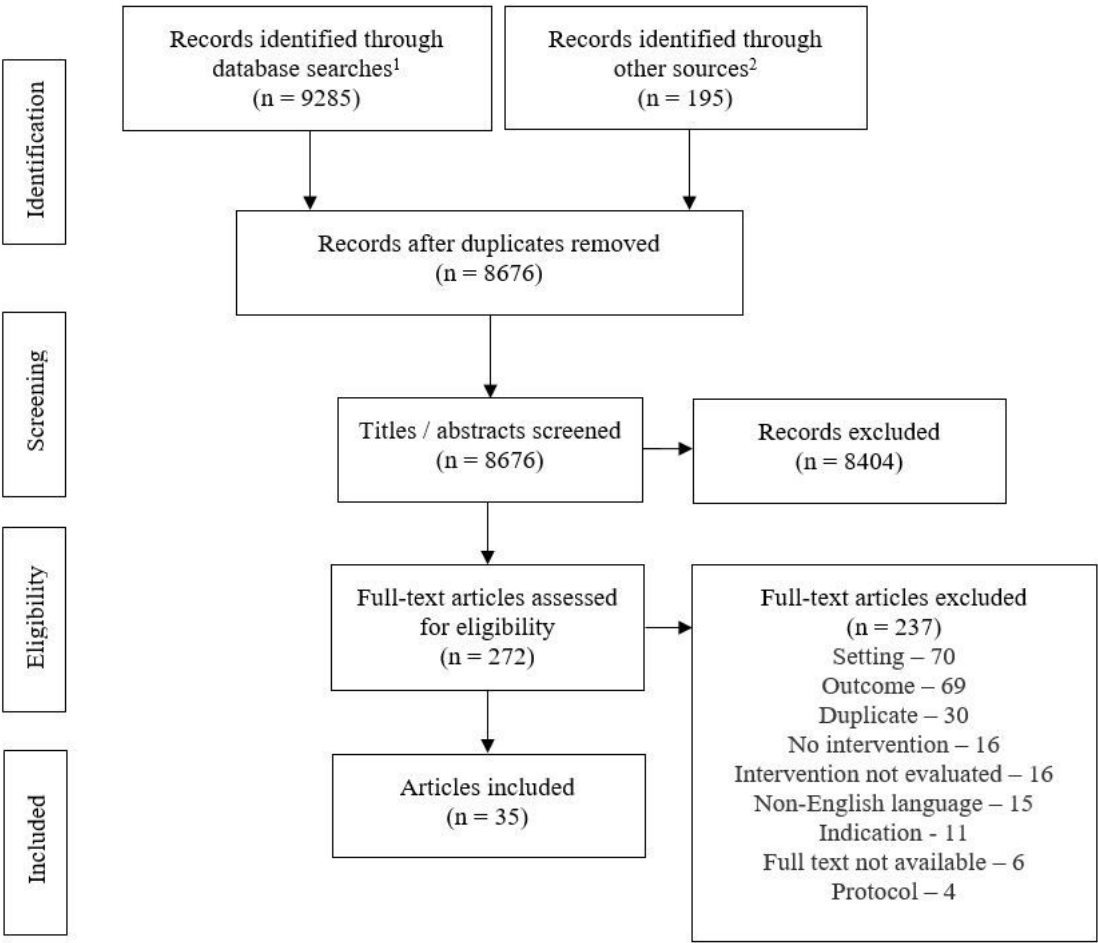 Identification
Records identified through
database searches¹
(n = 9285)
Records identified through
other sources²
(n = 195)
Records after duplicates removed
(n = 8676)
Screening
Titles / abstracts screened
(n = 8676)
Records excluded
(n = 8404)
Eligibility
Full-text articles assessed
for eligibility
(n = 272)
Full-text articles excluded
(n = 237)
Setting – 70
Outcome – 69
Duplicate – 30
No intervention – 16
Intervention not evaluated – 16
Non-English language – 15
Indication - 11
Full text not available – 6
Protocol – 4
Included
Articles included
(n = 35)